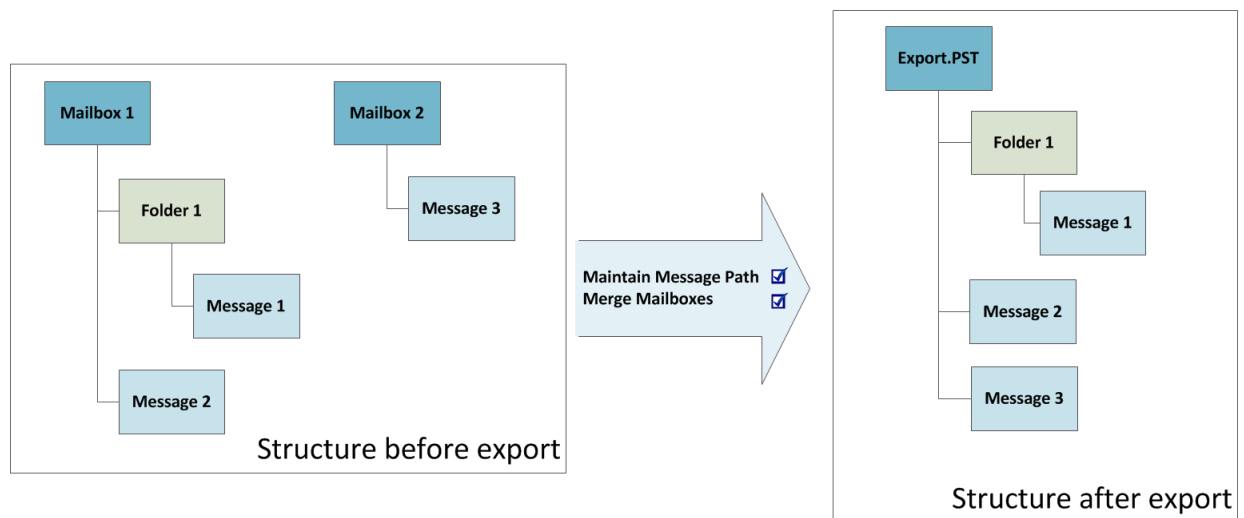 Mailbox 1
Mailbox 2
Folder 1
Message 3
Message 1
Message 2
Structure before export
Maintain Message Path
Merge Mailboxes
Export.PST
Folder 1
Message 1
Message 2
Message 3
Structure after export